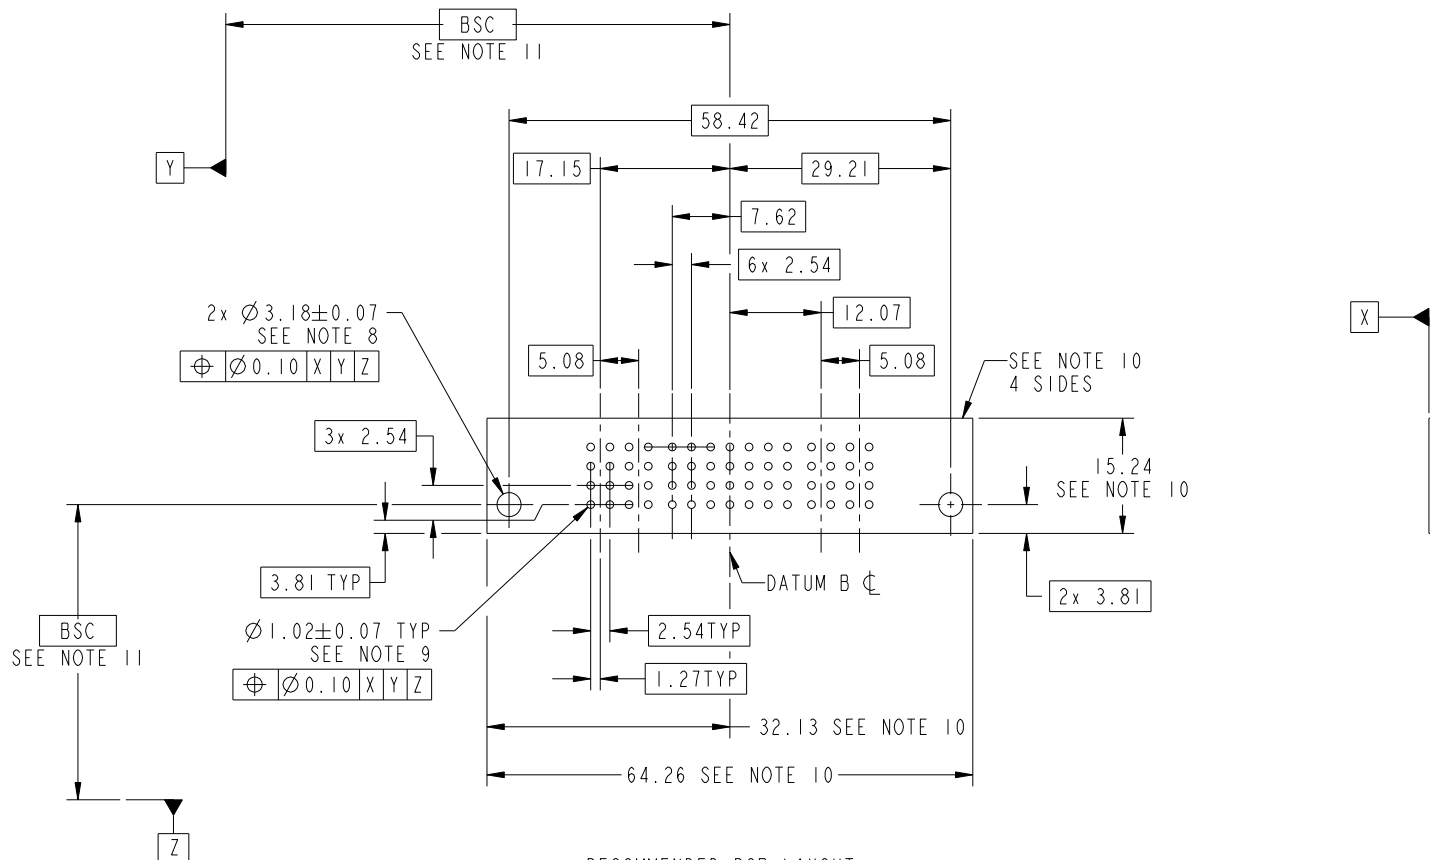 BSC
SEE NOTE 11
58.42
Y
17.15
29.21
7.62
6x 2.54
2x Ø3.18±0.07
SEE NOTE 8
⌖ Ø0.10 X Y Z
12.07
X
5.08
5.08
SEE NOTE 10
4 SIDES
3x 2.54
15.24
SEE NOTE 10
3.81 TYP
DATUM B ℄
2x 3.81
BSC
SEE NOTE 11
Ø1.02±0.07 TYP
SEE NOTE 9
⌖ Ø0.10 X Y Z
2.54TYP
1.27TYP
32.13 SEE NOTE 10
64.26 SEE NOTE 10
Z
RECOMMENDED PCB LAYOUT